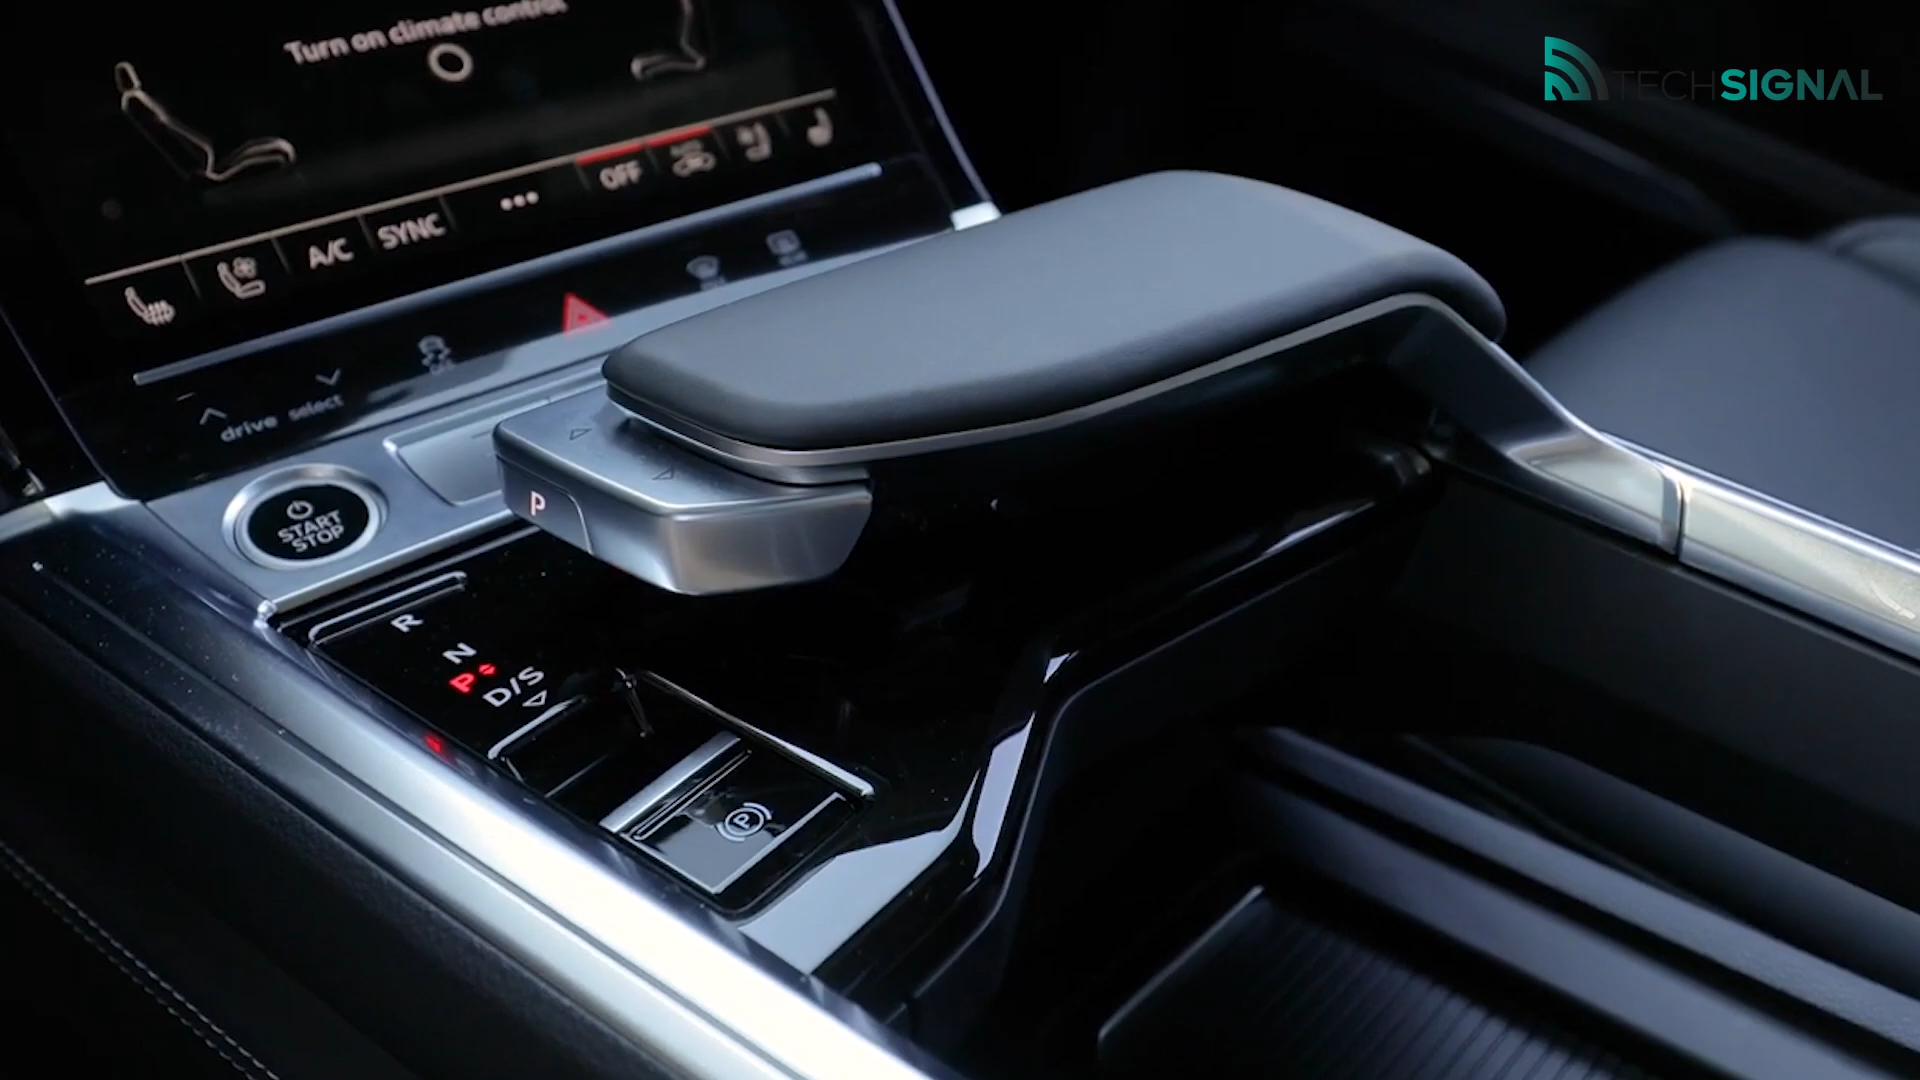 Turn on climate control
TECHSIGNAL
OFF
A/C
SYNC
•••
drive select
START
STOP
P
R
N
P
D/S
P